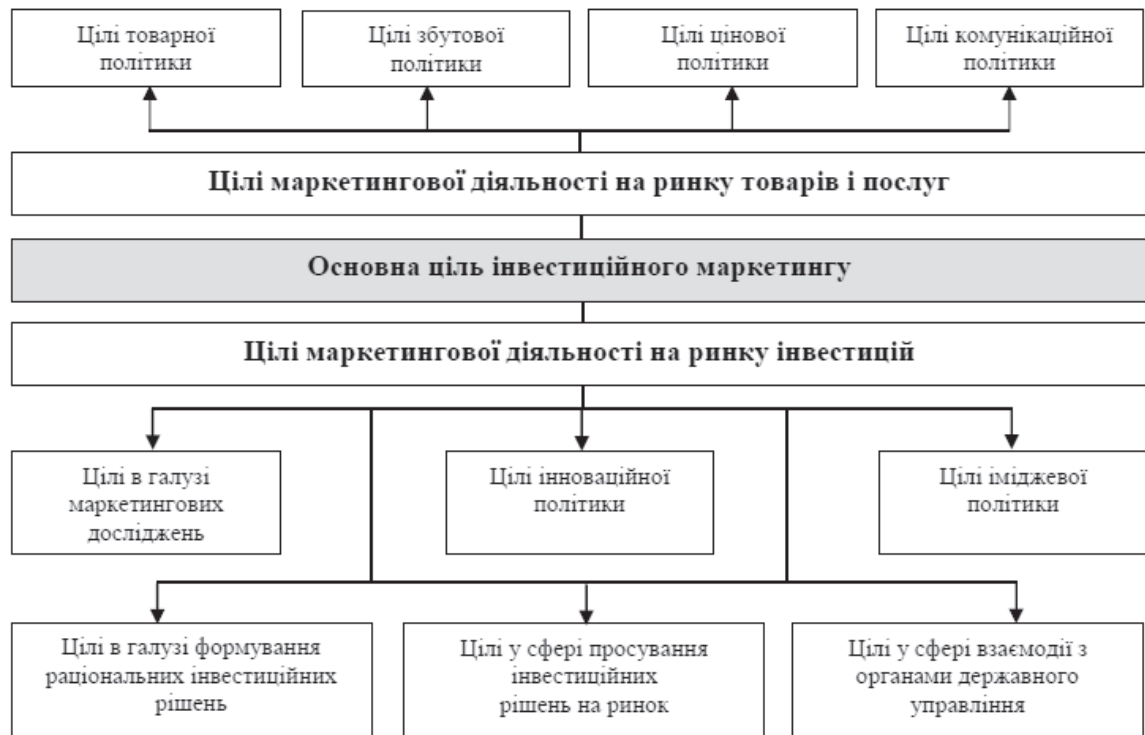 Цілі товарної
політики
Цілі збутової
політики
Цілі цінової
політики
Цілі комунікаційної
політики
Цілі маркетингової діяльності на ринку товарів і послуг
Основна ціль інвестиційного маркетингу
Цілі маркетингової діяльності на ринку інвестицій
Цілі в галузі
маркетингових
досліджень
Цілі інноваційної
політики
Цілі іміджевої
політики
Цілі в галузі формування
раціональних інвестиційних
рішень
Цілі у сфері просування
інвестиційних
рішень на ринок
Цілі у сфері взаємодії з
органами державного
управління